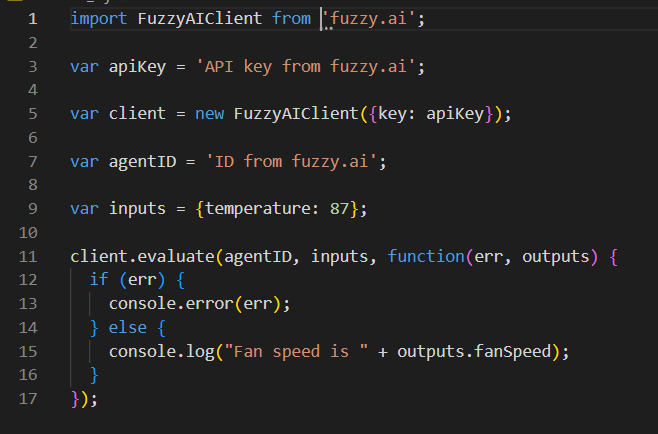 1 import FuzzyAIClient from 'fuzzy.ai';
2
3 var apiKey = 'API key from fuzzy.ai';
4
5 var client = new FuzzyAIClient({key: apiKey});
6
7 var agentID = 'ID from fuzzy.ai';
8
9 var inputs = {temperature: 87};
10
11 client.evaluate(agentID, inputs, function(err, outputs) {
12   if (err) {
13     console.error(err);
14   } else {
15     console.log("Fan speed is " + outputs.fanSpeed);
16   }
17 });